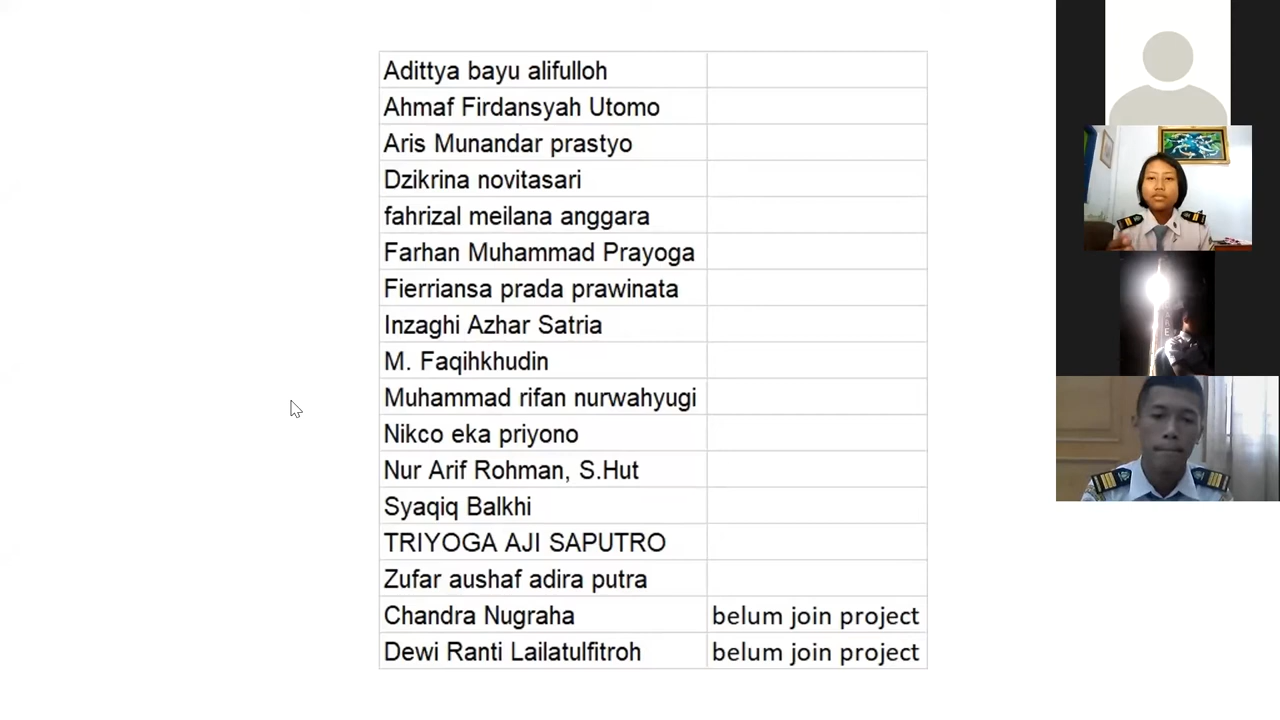 Adittya bayu alifulloh
Ahmaf Firdansyah Utomo
Aris Munandar prastyo
Dzikrina novitasari
fahrizal meilana anggara
Farhan Muhammad Prayoga
Fierriansa prada prawinata
Inzaghi Azhar Satria
M. Faqihkhudin
Muhammad rifan nurwahyugi
Nikco eka priyono
Nur Arif Rohman, S.Hut
Syaqiq Balkhi
TRIYOGA AJI SAPUTRO
Zufar aushaf adira putra
Chandra Nugraha belum join project
Dewi Ranti Lailatulfitroh belum join project